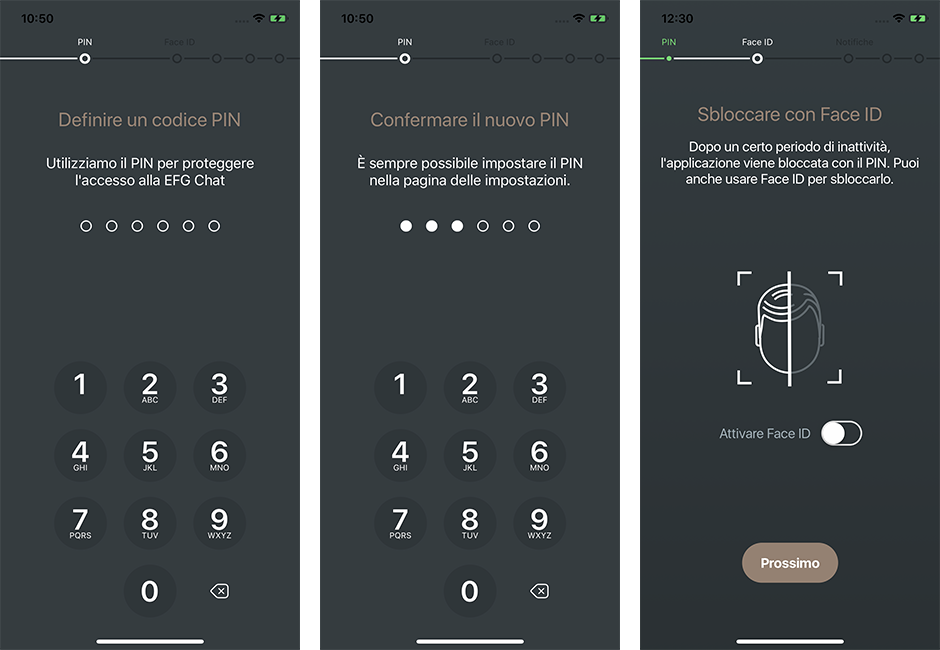 10:50
PIN
Face ID
Definire un codice PIN
Utilizziamo il PIN per proteggere
l'accesso alla EFG Chat
1
2
ABC
3
DEF
4
GHI
5
JKL
6
MNO
7
PQRS
8
TUV
9
WXYZ
0
10:50
PIN
Face ID
Confermare il nuovo PIN
È sempre possibile impostare il PIN
nella pagina delle impostazioni.
1
2
ABC
3
DEF
4
GHI
5
JKL
6
MNO
7
PQRS
8
TUV
9
WXYZ
0
12:30
PIN
Face ID
Notifiche
Sbloccare con Face ID
Dopo un certo periodo di inattività,
l'applicazione viene bloccata con il PIN. Puoi
anche usare Face ID per sbloccarlo.
Attivare Face ID
Prossimo